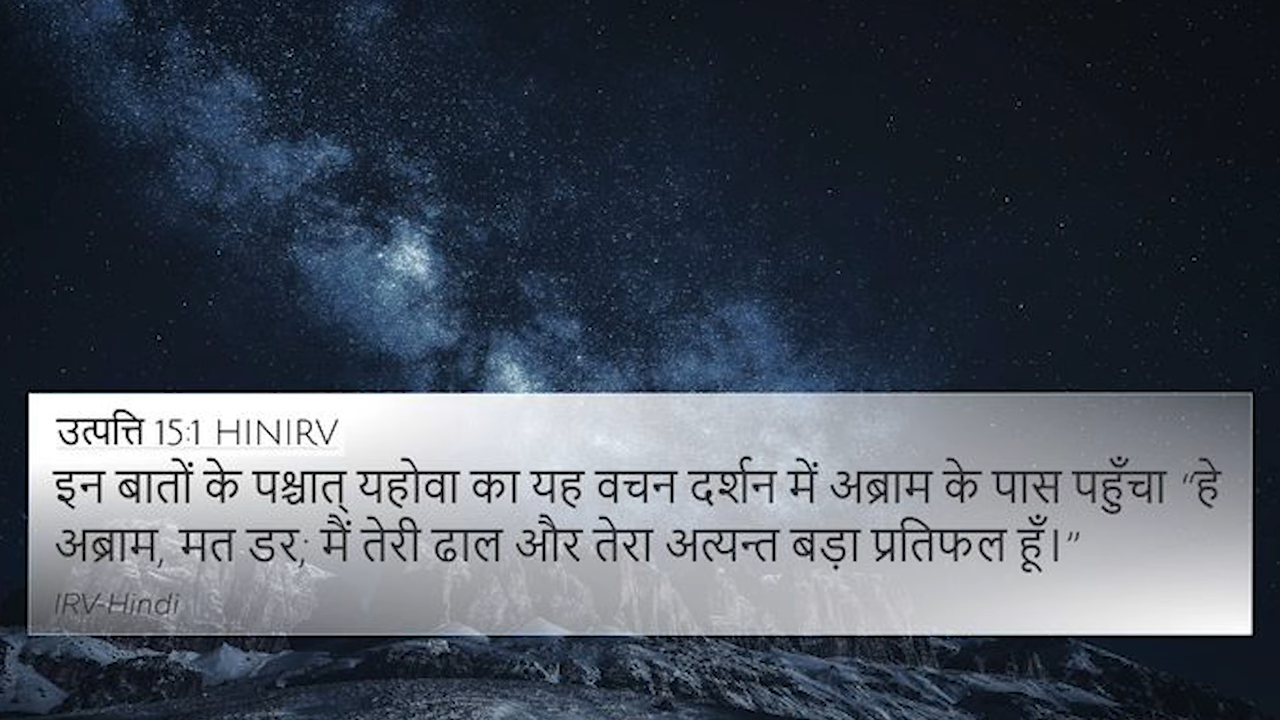 उत्पत्ति 15:1 HINIRV
इन बातों के पश्चात् यहोवा का यह वचन दर्शन में अब्राम के पास पहुँचा “हे
अब्राम, मत डर; मैं तेरी ढाल और तेरा अत्यन्त बड़ा प्रतिफल हूँ।”
IRV-Hindi